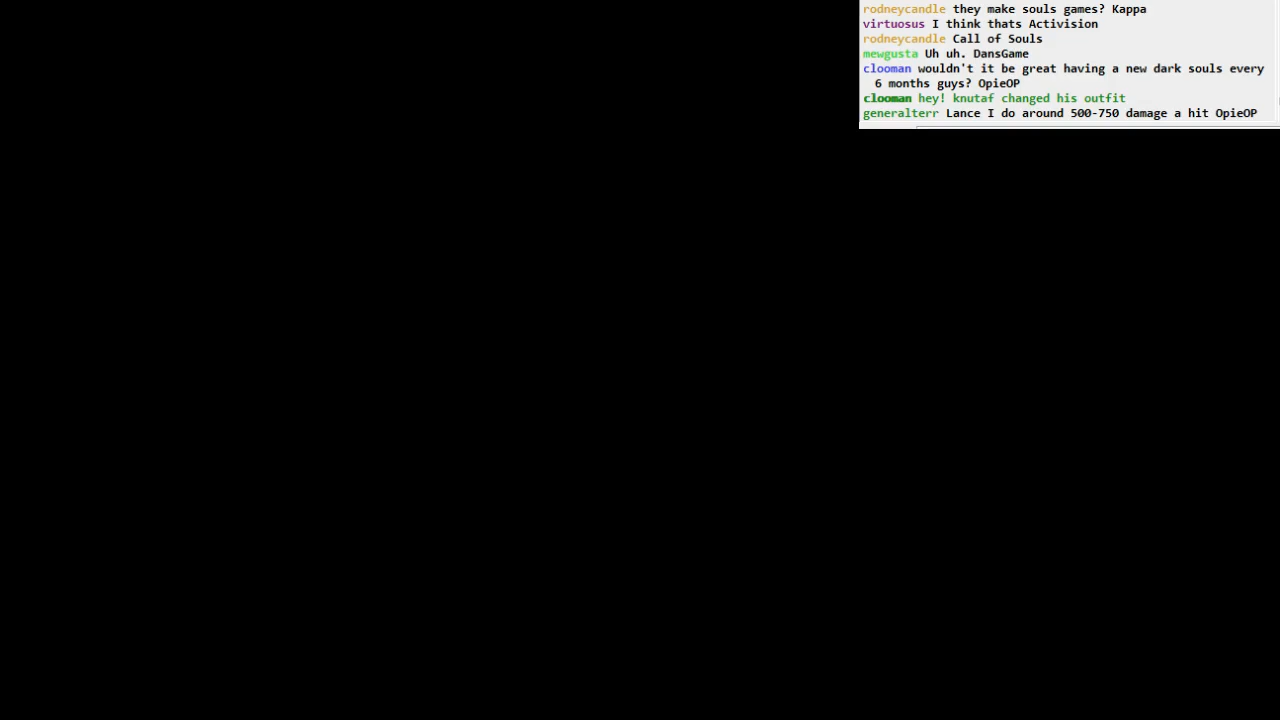 rodneycandle they make souls games? Kappa
virtuosus I think thats Activision
rodneycandle Call of Souls
mewgusta Uh uh. DansGame
clooman wouldn't it be great having a new dark souls every
6 months guys? OpieOP
clooman hey! knutaf changed his outfit
generalterr Lance I do around 500-750 damage a hit OpieOP